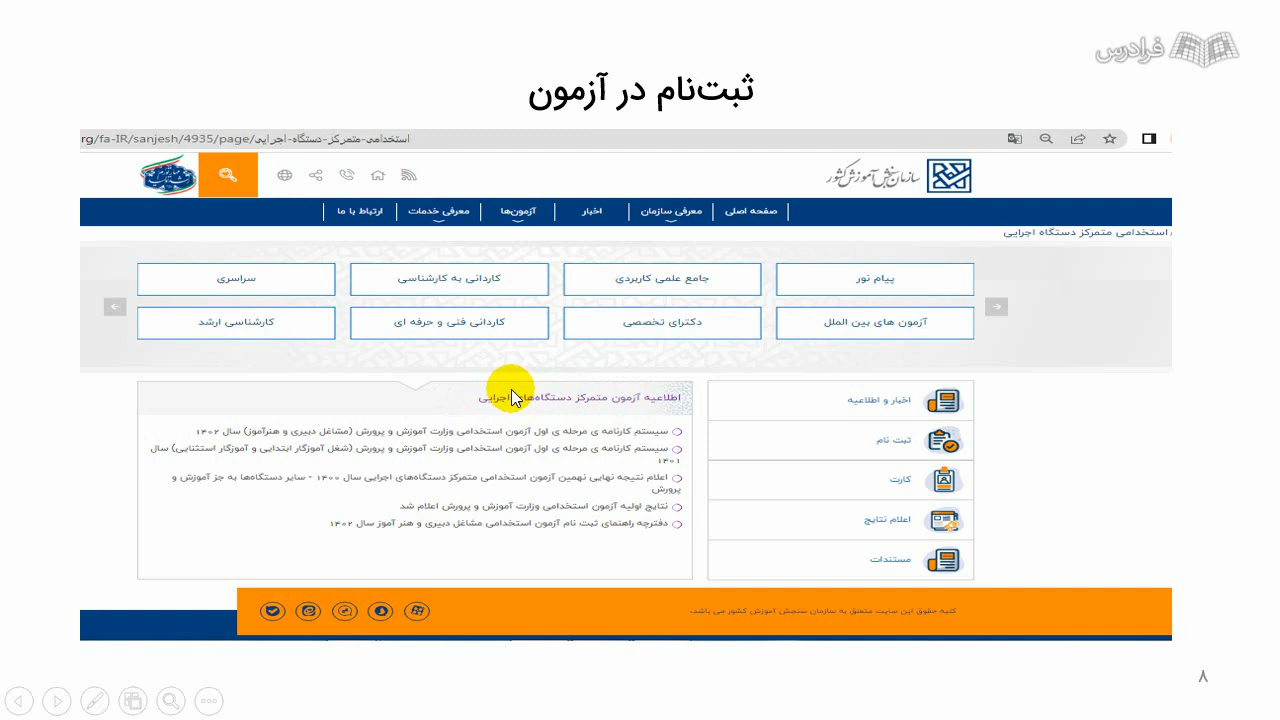 فرادرس
ثبت‌نام در آزمون
rg/fa-IR/sanjesh/4935/page/استخدامی-متمرکز-دستگاه-اجرایی
سازمان سنجش آموزش کشور
صفحه اصلی
معرفی سازمان
اخبار
آزمون‌ها
معرفی خدمات
ارتباط با ما
/ استخدامی متمرکز دستگاه اجرایی
پیام نور
جامع علمی کاربردی
کاردانی به کارشناسی
سراسری
آزمون های بین الملل
دکترای تخصصی
کاردانی فنی و حرفه ای
کارشناسی ارشد
اخبار و اطلاعیه
ثبت نام
کارت
اعلام نتایج
مستندات
اطلاعیه آزمون متمرکز دستگاه‌های اجرایی
سیستم کارنامه ی مرحله ی اول آزمون استخدامی وزارت آموزش و پرورش (مشاغل دبیری و هنرآموز) سال ۱۴۰۲
سیستم کارنامه ی مرحله ی اول آزمون استخدامی وزارت آموزش و پرورش (شغل آموزگار ابتدایی و آموزگار استثنایی) سال
۱۴۰۱
اعلام نتیجه نهایی نهمین آزمون استخدامی متمرکز دستگاه‌های اجرایی سال ۱۴۰۰ - سایر دستگاه‌ها به جز آموزش و
پرورش
نتایج اولیه آزمون استخدامی وزارت آموزش و پرورش اعلام شد
دفترچه راهنمای ثبت نام آزمون استخدامی مشاغل دبیری و هنر آموز سال ۱۴۰۲
کلیه حقوق این سایت متعلق به سازمان سنجش آموزش کشور می باشد.
۸